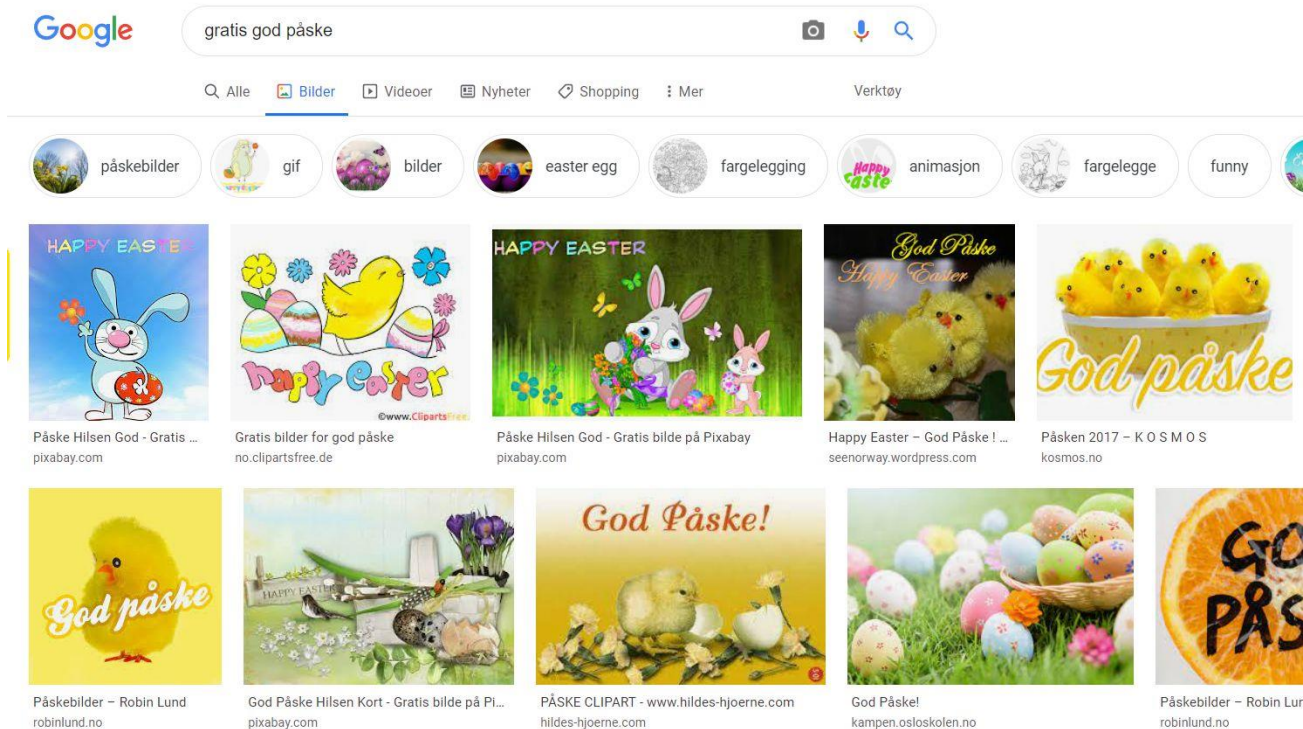 Google
gratis god påske
Alle Bilder Videoer Nyheter Shopping Mer Verktøy
påskebilder gif bilder easter egg fargelegging animasjon fargelegge funny
Happy
Easte
HAPPY EASTER
happy easter
©www.ClipartsFree.
HAPPY EASTER
God Påske
Happy Easter
God påske
Påske Hilsen God - Gratis ...
pixabay.com
Gratis bilder for god påske
no.clipartsfree.de
Påske Hilsen God - Gratis bilde på Pixabay
pixabay.com
Happy Easter – God Påske ! ...
seenorway.wordpress.com
Påsken 2017 – K O S M O S
kosmos.no
God påske
HAPPY EASTER
God Påske!
GO
PÅS
Påskebilder – Robin Lund
robinlund.no
God Påske Hilsen Kort - Gratis bilde på Pi...
pixabay.com
PÅSKE CLIPART - www.hildes-hjoerne.com
hildes-hjoerne.com
God Påske!
kampen.osloskolen.no
Påskebilder – Robin Lur
robinlund.no